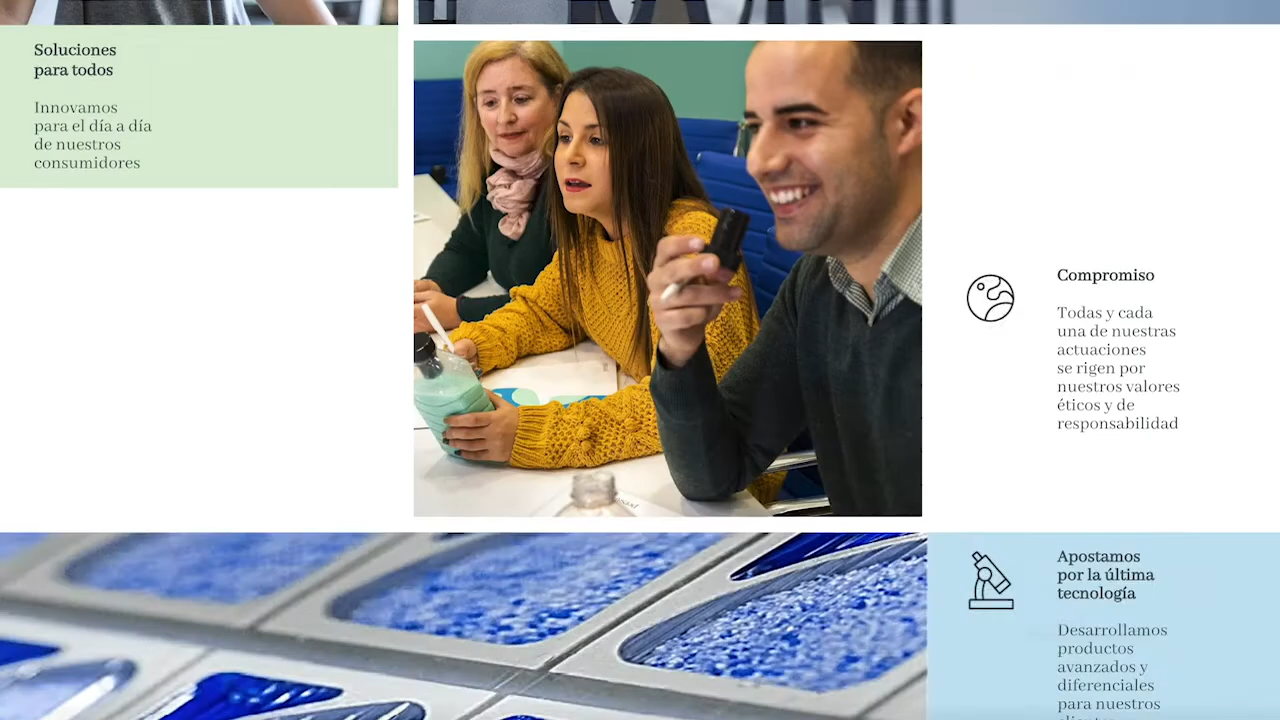 Soluciones
para todos
Innovamos
para el día a día
de nuestros
consumidores
Compromiso
Todas y cada
una de nuestras
actuaciones
se rigen por
nuestros valores
éticos y de
responsabilidad
Apostamos
por la última
tecnología
Desarrollamos
productos
avanzados y
diferenciales
para nuestros